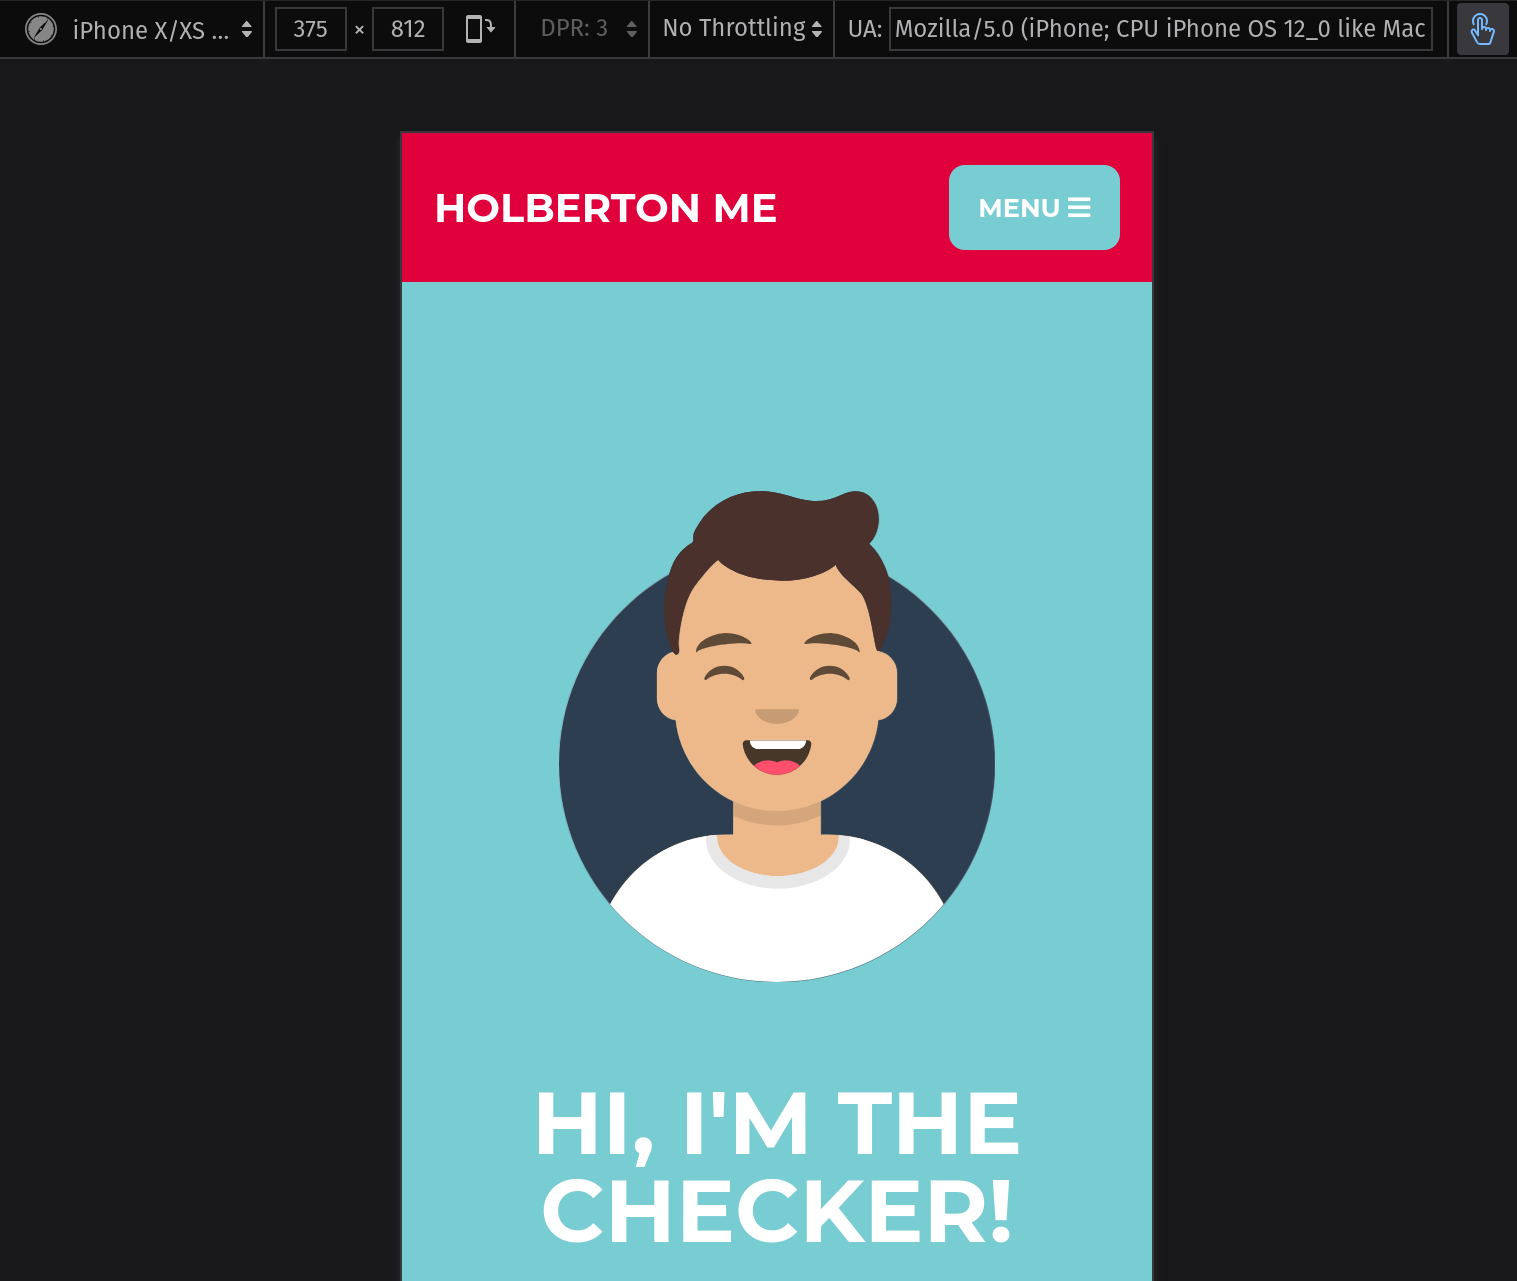 iPhone X/XS ... 375 × 812 DPR: 3 No Throttling UA: Mozilla/5.0 (iPhone; CPU iPhone OS 12_0 like Mac
HOLBERTON ME MENU
HI, I'M THE
CHECKER!